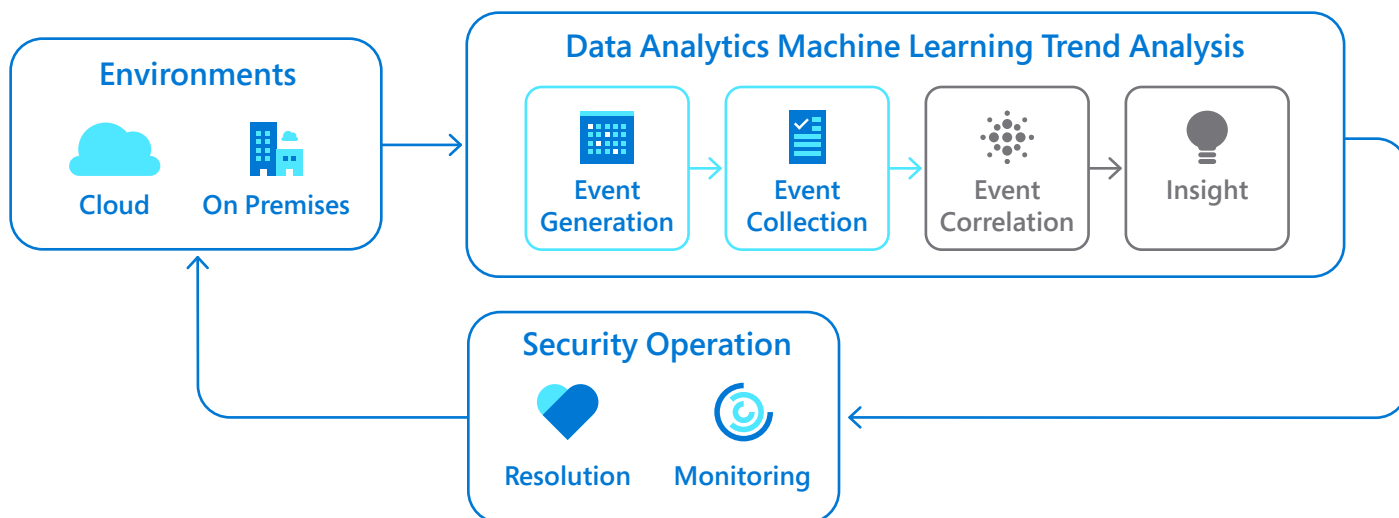 Environments
Cloud
On Premises
Data Analytics Machine Learning Trend Analysis
Event
Generation
Event
Collection
Event
Correlation
Insight
Security Operation
Resolution
Monitoring